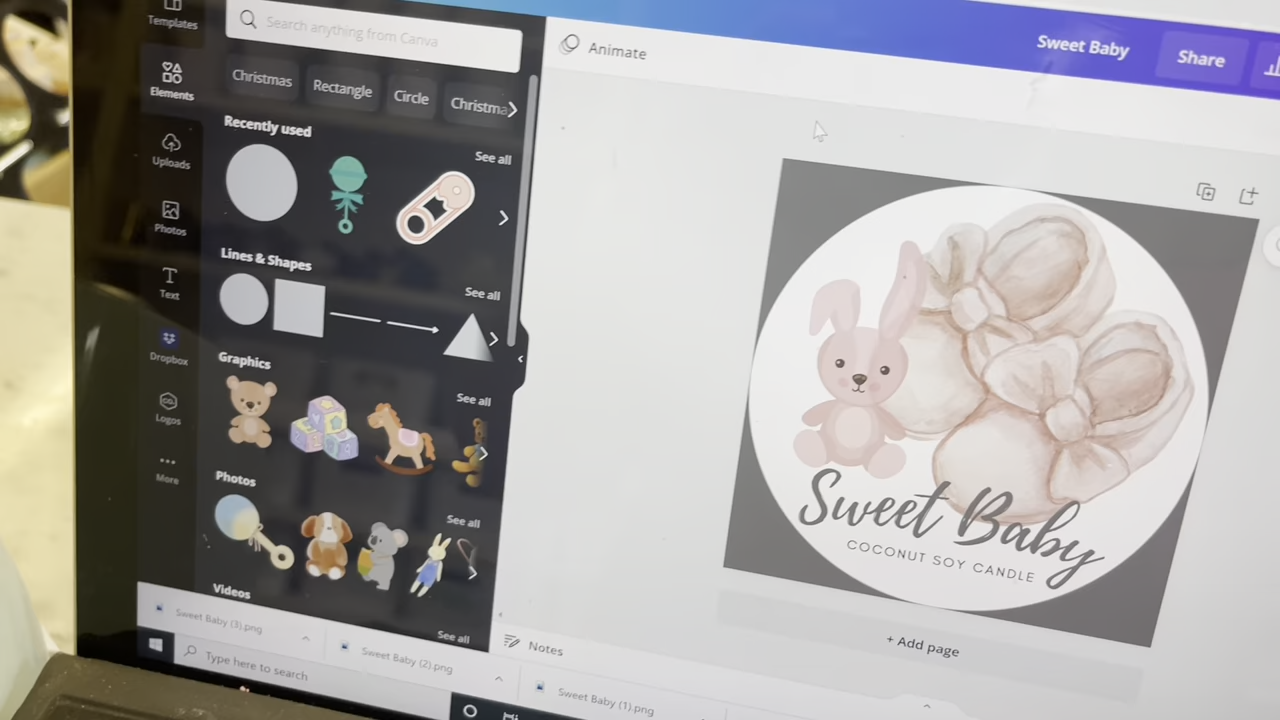 Templates
Search anything from Canva
Animate
Sweet Baby
Share
Elements
Christmas
Rectangle
Circle
Christma
Recently used
See all
Uploads
Photos
Lines & Shapes
See all
Text
Dropbox
Graphics
See all
Logos
CO.
More
Photos
See all
Videos
See all
Sweet Baby
COCONUT SOY CANDLE
+ Add page
Notes
Sweet Baby (3).png
Sweet Baby (2).png
Sweet Baby (1).png
Type here to search